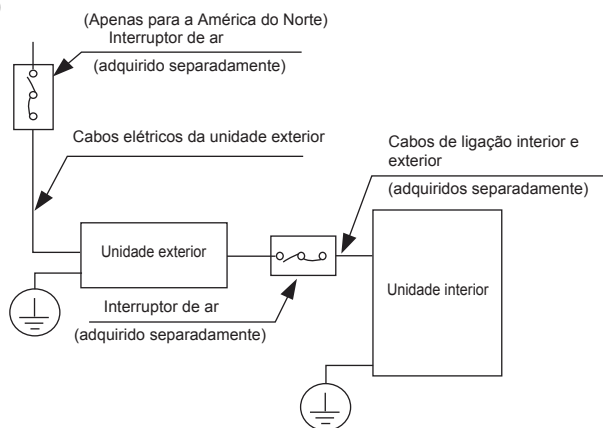 (Apenas para a América do Norte)
Interruptor de ar
(adquirido separadamente)
Cabos elétricos da unidade exterior
Cabos de ligação interior e
exterior
(adquiridos separadamente)
Unidade exterior
Unidade interior
Interruptor de ar
(adquirido separadamente)